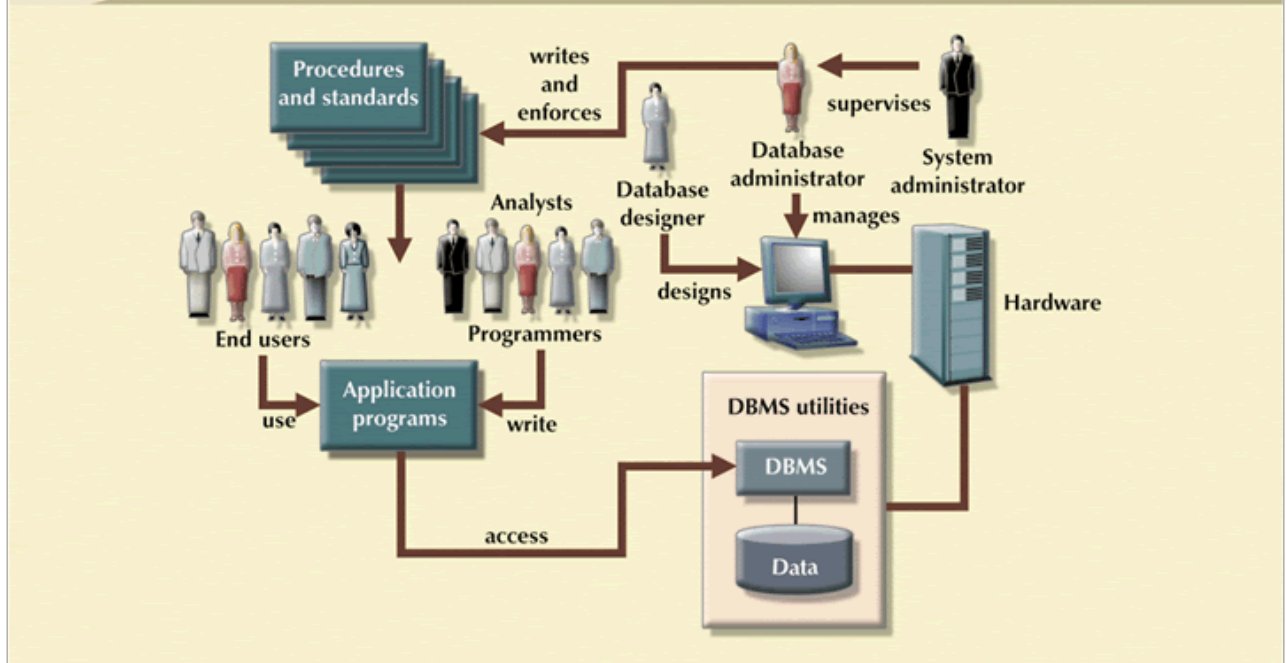 Procedures
and standards
writes
and
enforces
supervises
Database
administrator
System
administrator
Database
designer
manages
designs
Hardware
Analysts
End users
Programmers
use
Application
programs
write
access
DBMS utilities
DBMS
Data